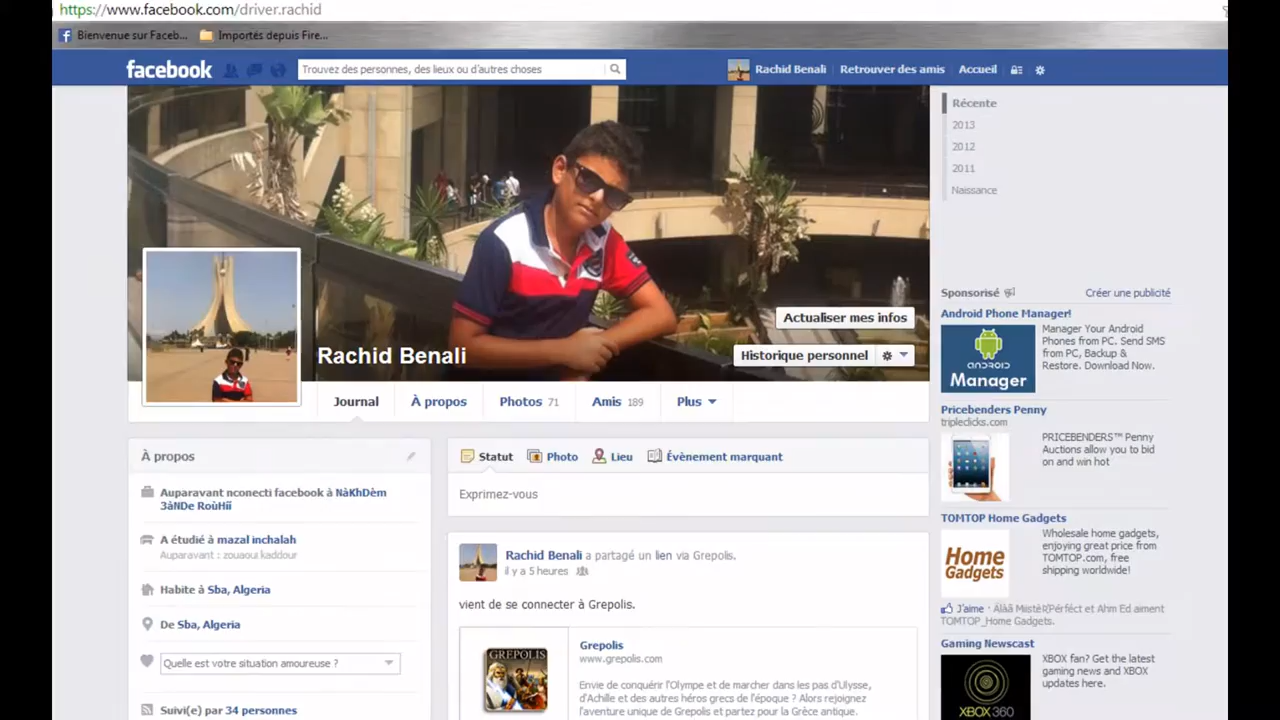 https://www.facebook.com/driver.rachid
Bienvenue sur Faceb...
Importés depuis Fire...
facebook
Trouvez des personnes, des lieux ou d'autres choses
Rachid Benali
Retrouver des amis
Accueil
Récente
2013
2012
2011
Naissance
Actualiser mes infos
Rachid Benali
Historique personnel
Journal
À propos
Photos 71
Amis 189
Plus
À propos
Auparavant nconecti facebook à NàKhDèm
3àNDe RoùHiî
A étudié à mazal inchalah
Auparavant : zouaoui kaddour
Habite à Sba, Algeria
De Sba, Algeria
Quelle est votre situation amoureuse ?
Suivi(e) par 34 personnes
Statut
Photo
Lieu
Évènement marquant
Exprimez-vous
Rachid Benali a partagé un lien via Grepolis.
il y a 5 heures
vient de se connecter à Grepolis.
GREPOLIS
Grepolis
www.grepolis.com
Envie de conquérir l'Olympe et de marcher dans les pas d'Ulysse,
d'Achille et des autres héros grecs de l'épopée ? Alors rejoignez
l'aventure unique de Grepolis et partez pour la Grèce antique.
Sponsorisé
Créer une publicité
Android Phone Manager!
ANDROID
Manager
Manager Your Android
Phones from PC. Send SMS
from PC, Backup &
Restore. Download Now.
Pricebenders Penny
tripleclicks.com
PRICEBENDERS™ Penny
Auctions allow you to bid
on and win hot
TOMTOP Home Gadgets
Home
Gadgets
Wholesale home gadgets,
enjoying great price from
TOMTOP.com, free
shipping worldwide!
J'aime · et Ahm Ed aiment
TOMTOP_Home Gadgets.
Gaming Newscast
XBOX 360
XBOX fan? Get the latest
gaming news and XBOX
updates here.